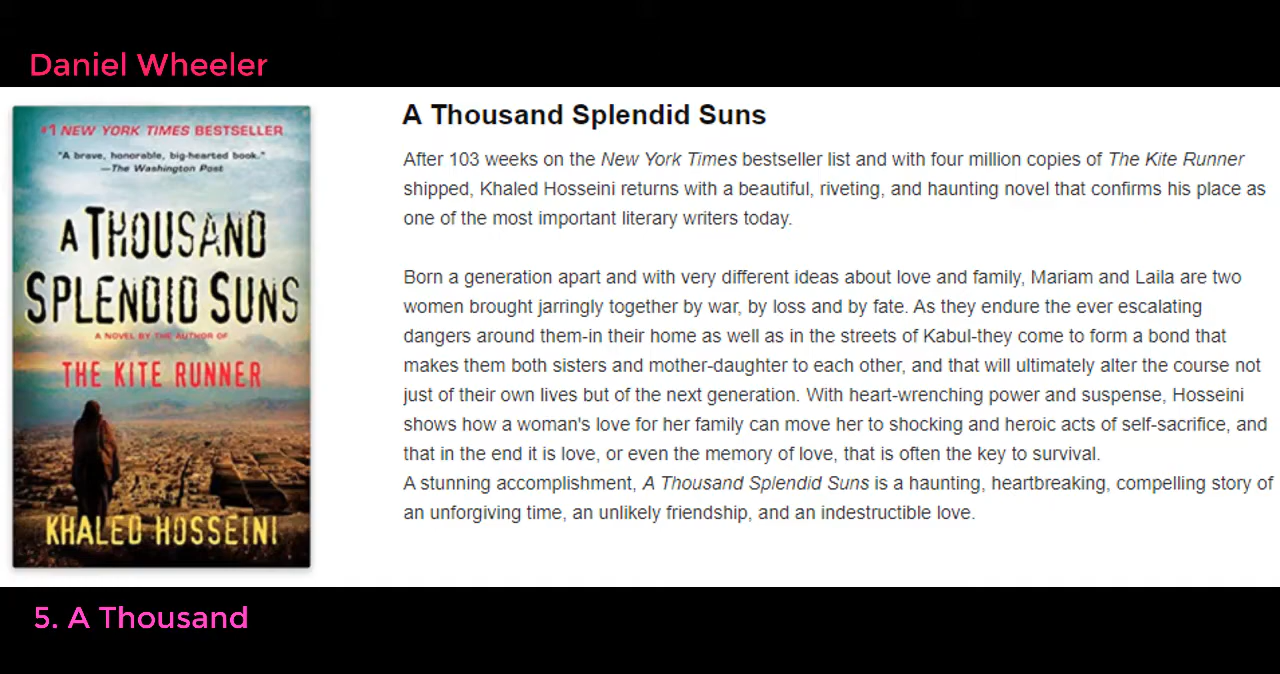 Daniel Wheeler
#1 NEW YORK TIMES BESTSELLER
"A brave, honorable, big-hearted book."
—The Washington Post
A THOUSAND
SPLENDID SUNS
A NOVEL BY THE AUTHOR OF
THE KITE RUNNER
KHALED HOSSEINI
A Thousand Splendid Suns
After 103 weeks on the New York Times bestseller list and with four million copies of The Kite Runner
shipped, Khaled Hosseini returns with a beautiful, riveting, and haunting novel that confirms his place as
one of the most important literary writers today.
Born a generation apart and with very different ideas about love and family, Mariam and Laila are two
women brought jarringly together by war, by loss and by fate. As they endure the ever escalating
dangers around them-in their home as well as in the streets of Kabul-they come to form a bond that
makes them both sisters and mother-daughter to each other, and that will ultimately alter the course not
just of their own lives but of the next generation. With heart-wrenching power and suspense, Hosseini
shows how a woman's love for her family can move her to shocking and heroic acts of self-sacrifice, and
that in the end it is love, or even the memory of love, that is often the key to survival.
A stunning accomplishment, A Thousand Splendid Suns is a haunting, heartbreaking, compelling story of
an unforgiving time, an unlikely friendship, and an indestructible love.
5. A Thousand